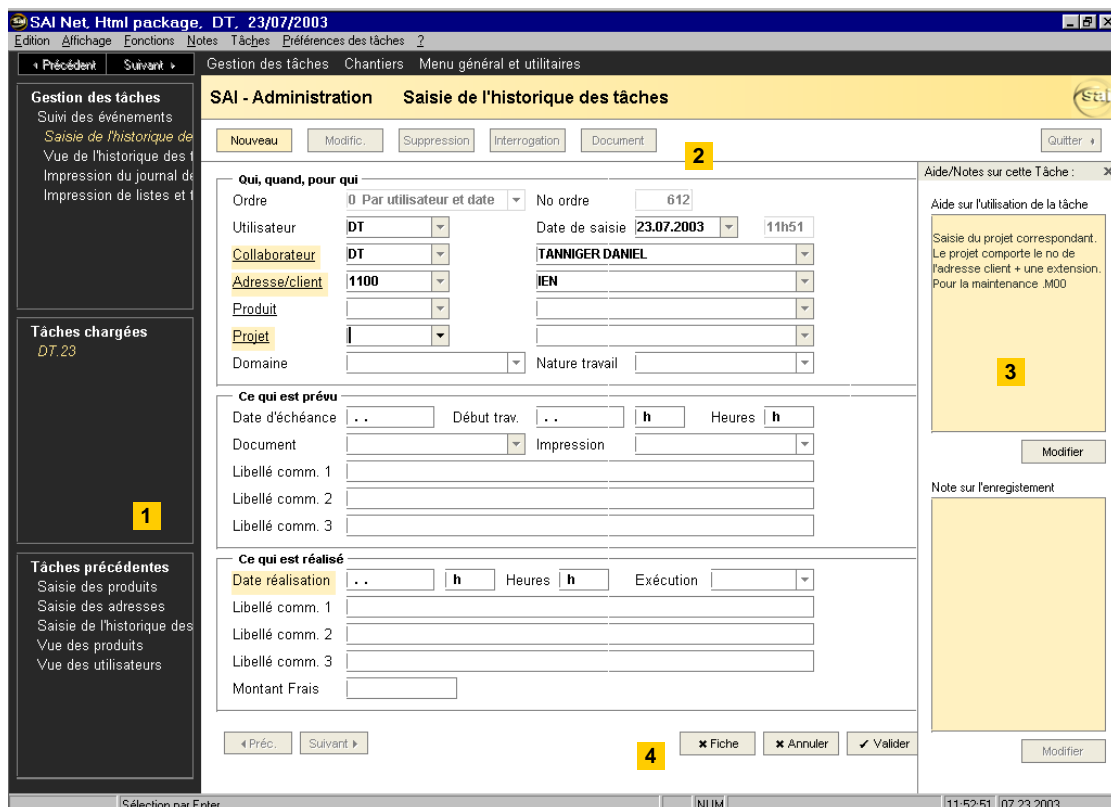 SAI Net, Html package, DT, 23/07/2003
Edition Affichage Fonctions Notes Tâches Préférences des tâches ?
Précédent Suivant Gestion des tâches Chantiers Menu général et utilitaires
Gestion des tâches
Suivi des événements
Saisie de l'historique de
Vue de l'historique des
Impression du journal de
Impression de listes et
Tâches chargées
DT.23
1
Tâches précédentes
Saisie des produits
Saisie des adresses
Saisie de l'historique des
Vue des produits
Vue des utilisateurs
SAI - Administration Saisie de l'historique des tâches
sai
Nouveau Modific. Suppression Interrogation Document Quitter
2
Qui, quand, pour qui
Ordre 0 Par utilisateur et date No ordre 612
Utilisateur DT Date de saisie 23.07.2003 11h51
Collaborateur DT TANNIGER DANIEL
Adresse/client 1100 IEN
Produit
Projet
Domaine Nature travail
Ce qui est prévu
Date d'échéance . . Début trav. . . h Heures h
Document Impression
Libellé comm. 1
Libellé comm. 2
Libellé comm. 3
Ce qui est réalisé
Date réalisation . . h Heures h Exécution
Libellé comm. 1
Libellé comm. 2
Libellé comm. 3
Montant Frais
Préc. Suivant Fiche Annuler Valider
4
Aide/Notes sur cette Tâche : x
Aide sur l'utilisation de la tâche
Saisie du projet correspondant.
Le projet comporte le no de
l'adresse client + une extension.
Pour la maintenance .M00
3
Modifier
Note sur l'enregistement
Modifier
Sélection par Enter NUM 11:52:51 07.23.2003